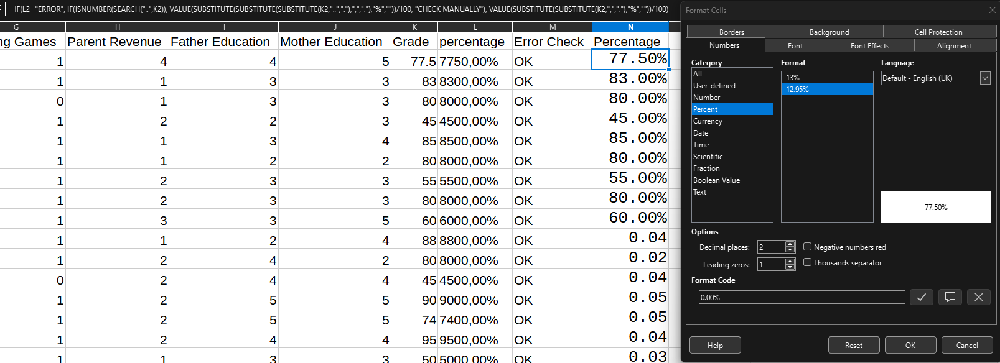 =IF(L2="ERROR", IF(ISNUMBER(SEARCH("..",K2)), VALUE(SUBSTITUTE(SUBSTITUTE(SUBSTITUTE(K2,"..","."),",","."),"%",""))/100, "CHECK MANUALLY"), VALUE(SUBSTITUTE(SUBSTITUTE(K2,",","."),"%",""))/100)
G H I J K L M N
ng Games Parent Revenue Father Education Mother Education Grade percentage Error Check Percentage
1 4 4 5 77.5 7750,00% OK 77.50%
1 1 3 3 83 8300,00% OK 83.00%
0 1 3 3 80 8000,00% OK 80.00%
1 2 2 3 45 4500,00% OK 45.00%
1 1 3 4 85 8500,00% OK 85.00%
1 1 2 2 80 8000,00% OK 80.00%
1 2 3 3 55 5500,00% OK 55.00%
1 2 3 3 80 8000,00% OK 80.00%
1 3 3 5 60 6000,00% OK 60.00%
1 1 2 4 88 8800,00% OK 0.04
1 2 4 2 80 8000,00% OK 0.02
0 2 4 4 45 4500,00% OK 0.04
1 2 5 5 90 9000,00% OK 0.05
1 2 5 5 74 7400,00% OK 0.05
1 2 4 4 95 9500,00% OK 0.04
1 1 3 3 50 5000,00% OK 0.03
Format Cells
Borders Background Cell Protection
Numbers Font Font Effects Alignment
Category Format Language
All
User-defined
Number
Percent
Currency
Date
Time
Scientific
Fraction
Boolean Value
Text
-13%
-12.95%
Default - English (UK)
77.50%
Options
Decimal places: 2 Negative numbers red
Leading zeros: 1 Thousands separator
Format Code
0.00%
Help Reset OK Cancel